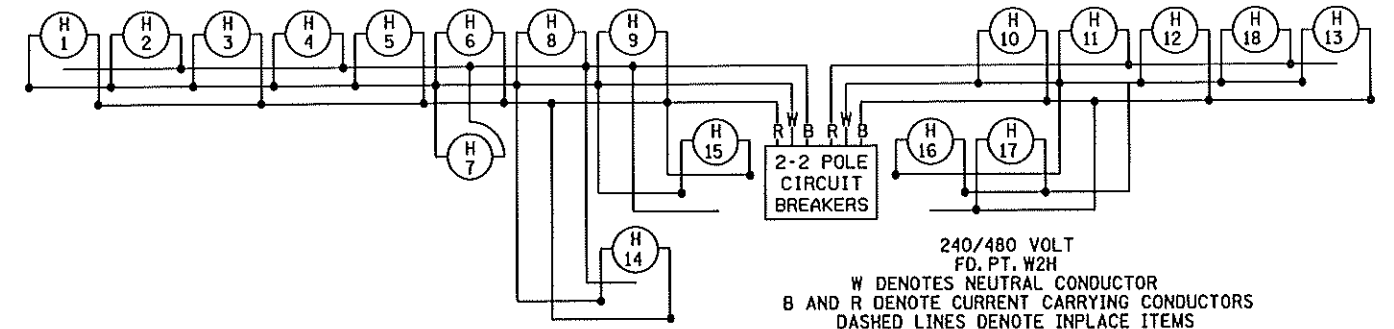 H 1
H 2
H 3
H 4
H 5
H 6
H 8
H 9
H 10
H 11
H 12
H 18
H 13
H 7
H 15
R W B R W B
H 16
H 17
2-2 POLE
CIRCUIT
BREAKERS
H 14
240/480 VOLT
FD. PT. W2H
W DENOTES NEUTRAL CONDUCTOR
B AND R DENOTE CURRENT CARRYING CONDUCTORS
DASHED LINES DENOTE INPLACE ITEMS